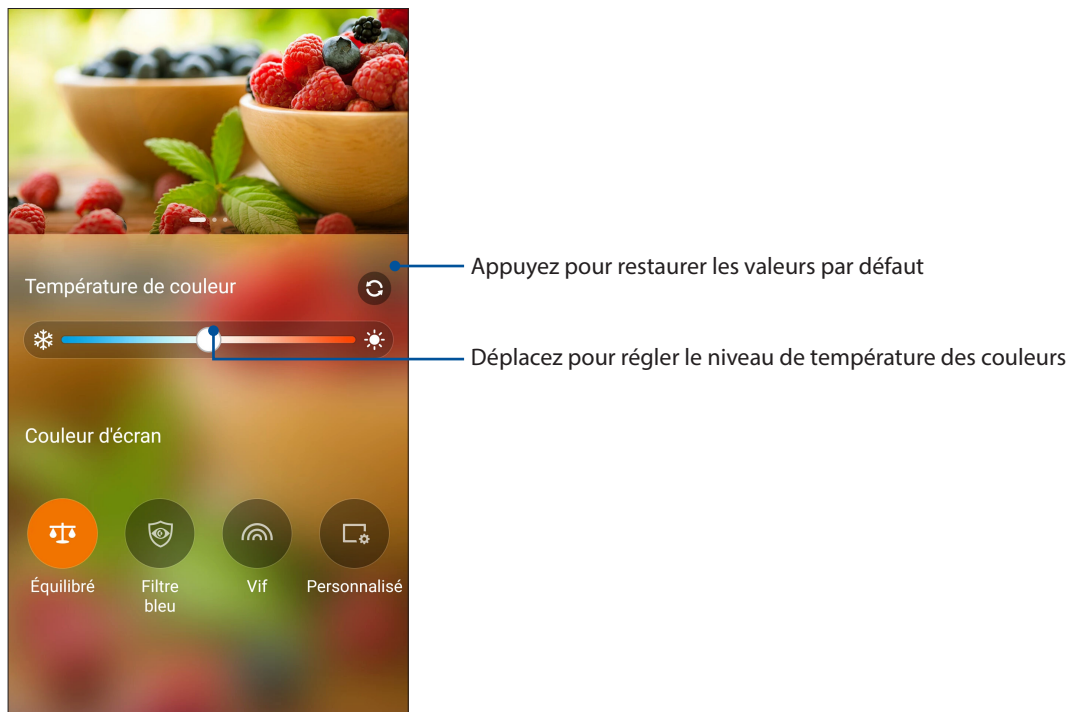 Température de couleur
Appuyez pour restaurer les valeurs par défaut
Déplacez pour régler le niveau de température des couleurs
Couleur d'écran
Équilibré
Filtre
bleu
Vif
Personnalisé